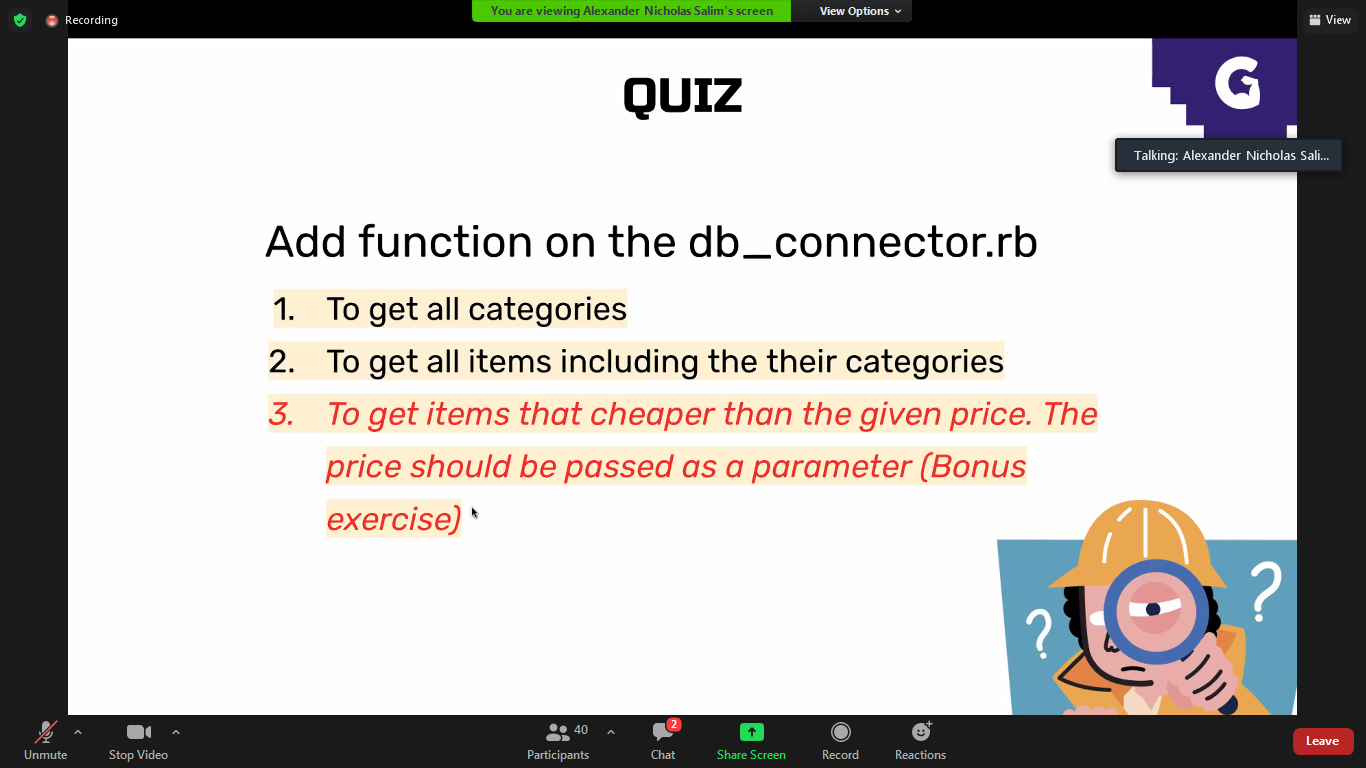 You are viewing Alexander Nicholas Salim's screen
View Options
Recording
View
QUIZ
G
Talking: Alexander Nicholas Sali...
Add function on the db_connector.rb
1. To get all categories
2. To get all items including the their categories
3. To get items that cheaper than the given price. The
price should be passed as a parameter (Bonus
exercise)
? ?
Unmute
Stop Video
Participants
40
Chat
2
Share Screen
Record
Reactions
Leave